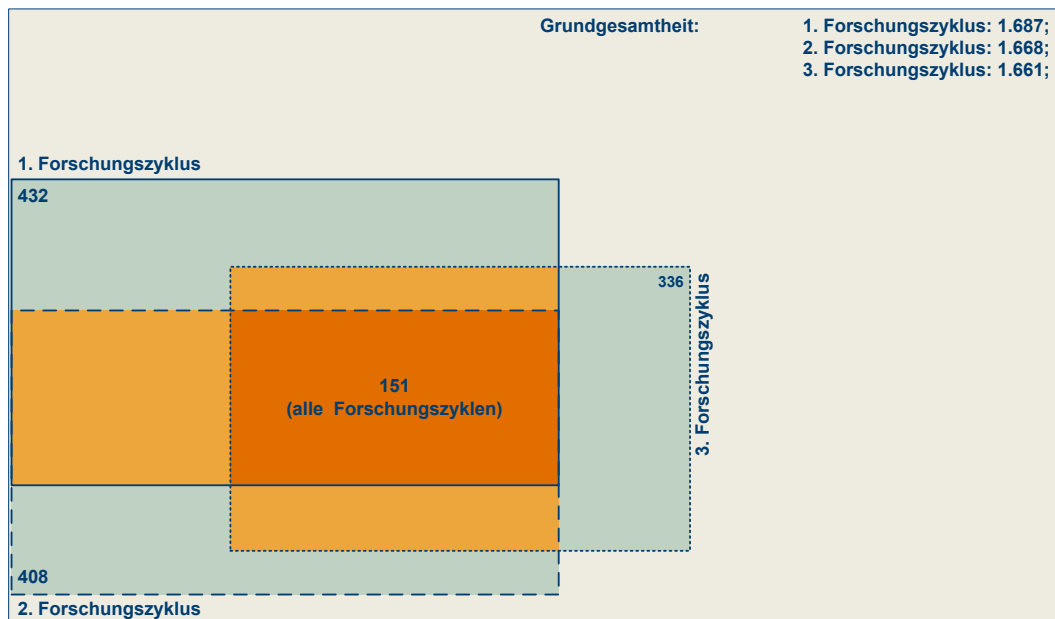 Grundgesamtheit: 1. Forschungszyklus: 1.687;
2. Forschungszyklus: 1.668;
3. Forschungszyklus: 1.661;
1. Forschungszyklus
432
336
3. Forschungszyklus
151
(alle Forschungszyklen)
408
2. Forschungszyklus